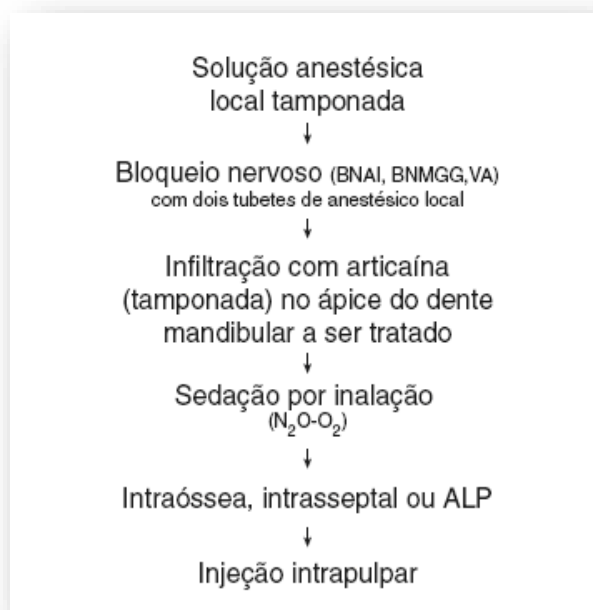 Solução anestésica
local tamponada
↓
Bloqueio nervoso (BNAI, BNMGG,VA)
com dois tubetes de anestésico local
↓
Infiltração com articaína
(tamponada) no ápice do dente
mandibular a ser tratado
↓
Sedação por inalação
(N₂O-O₂)
↓
Intraóssea, intrasseptal ou ALP
↓
Injeção intrapulpar